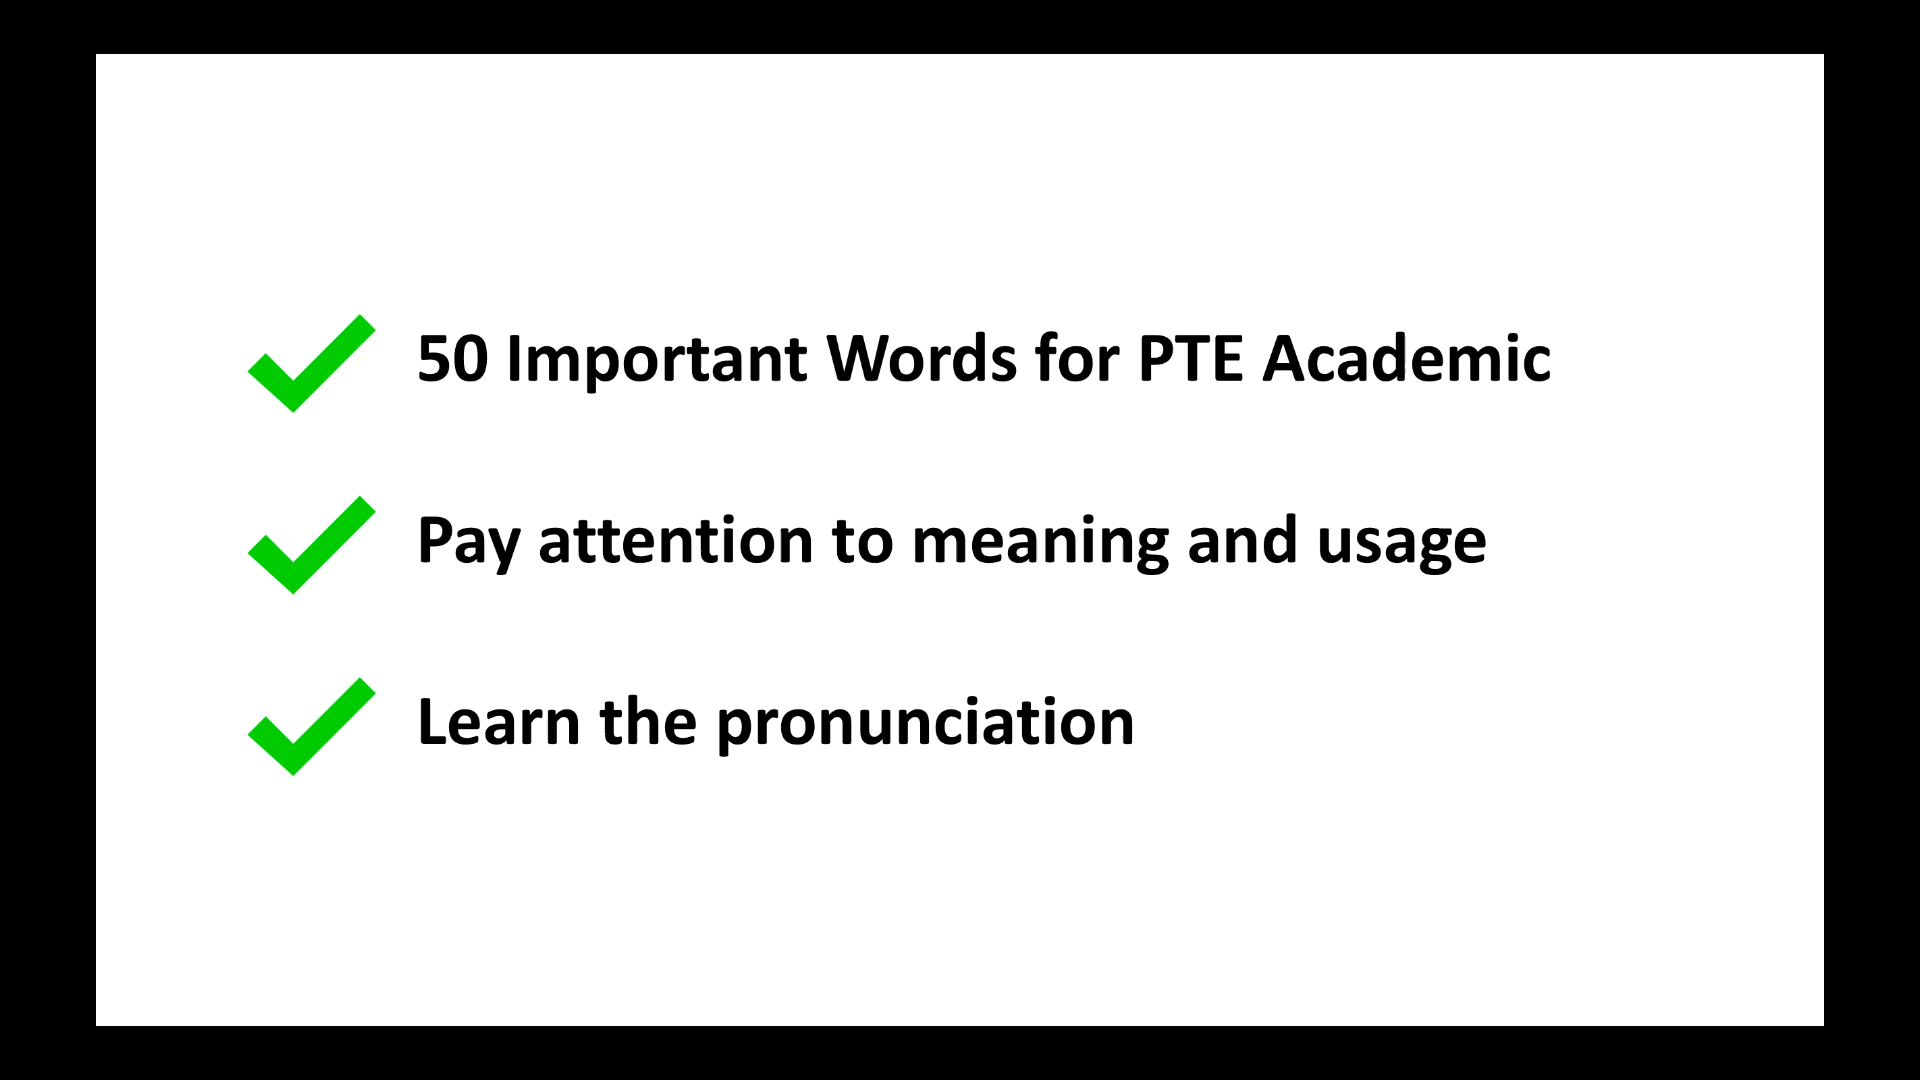 50 Important Words for PTE Academic
Pay attention to meaning and usage
Learn the pronunciation